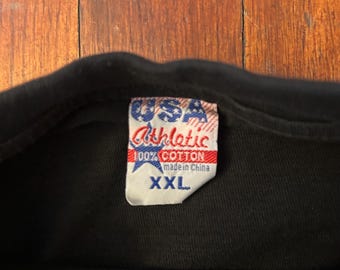 USA
Athletic
100% COTTON
made in China
XXL